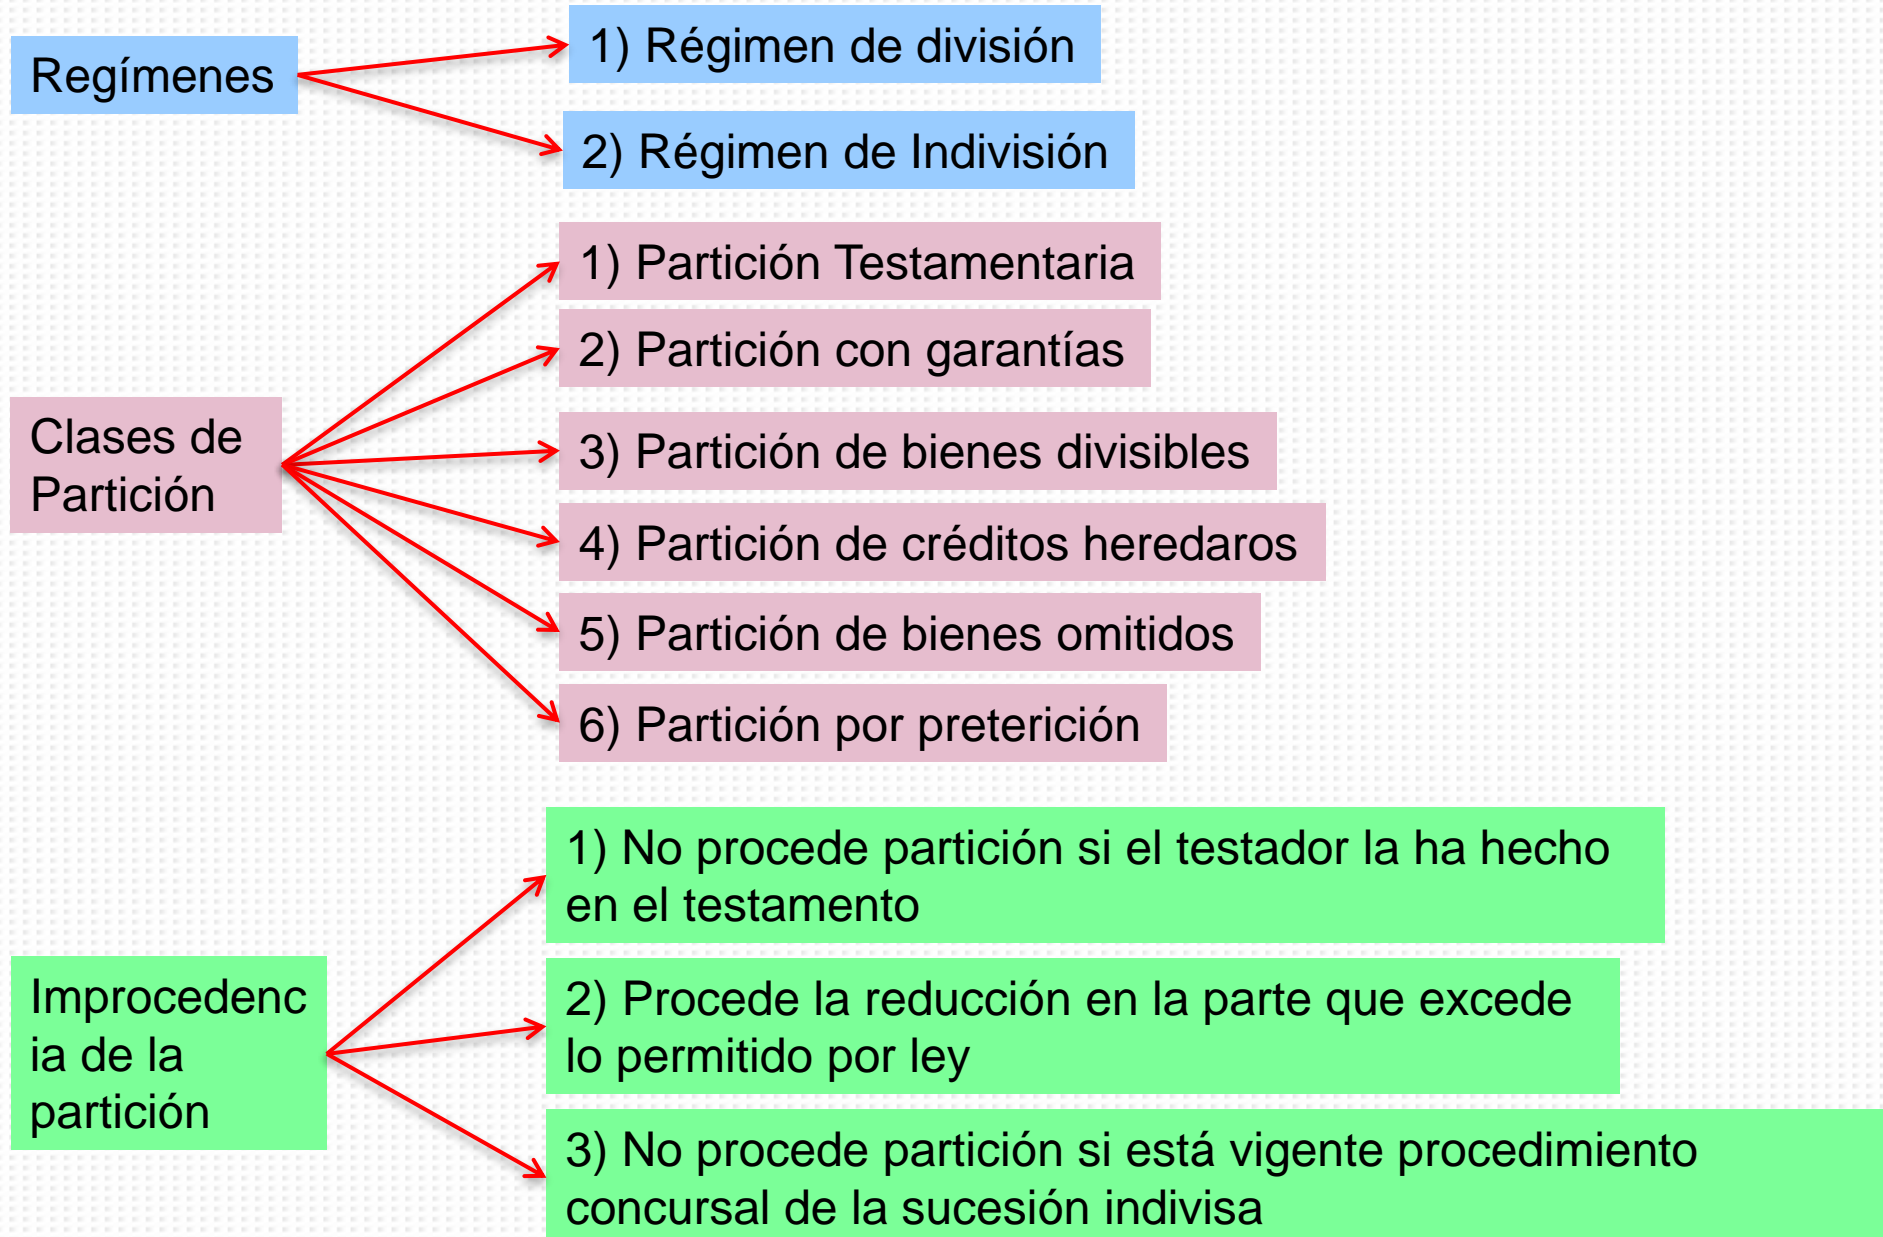 Regímenes
1) Régimen de división
2) Régimen de Indivisión
Clases de
Partición
1) Partición Testamentaria
2) Partición con garantías
3) Partición de bienes divisibles
4) Partición de créditos heredaros
5) Partición de bienes omitidos
6) Partición por preterición
Improcedenc
ia de la
partición
1) No procede partición si el testador la ha hecho
en el testamento
2) Procede la reducción en la parte que excede
lo permitido por ley
3) No procede partición si está vigente procedimiento
concursal de la sucesión indivisa